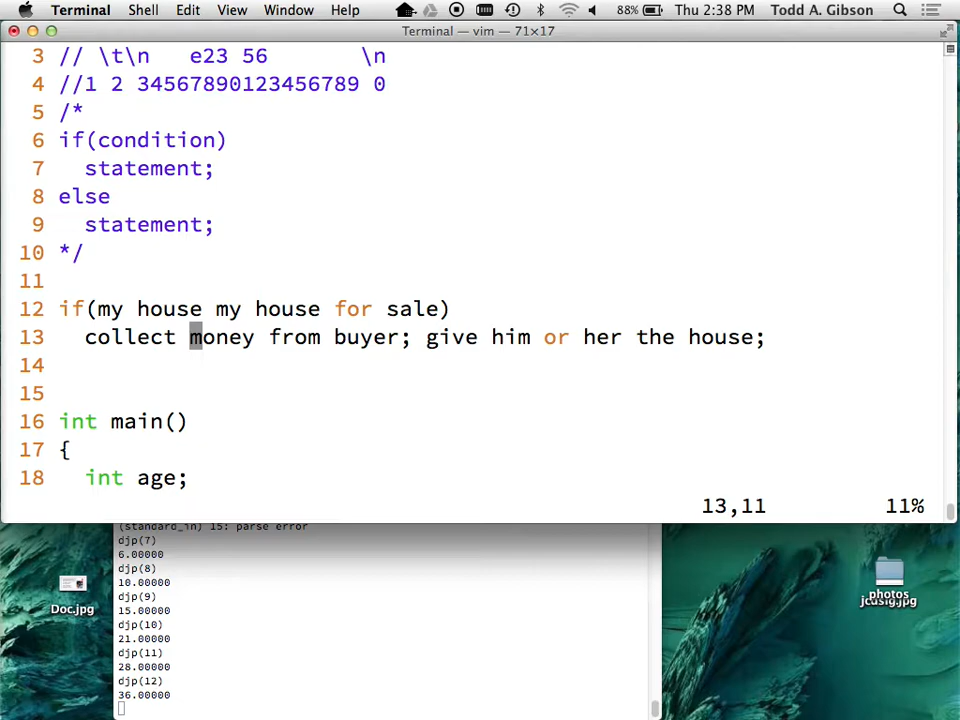 Terminal Shell Edit View Window Help 88% Thu 2:38 PM Todd A. Gibson
Terminal — vim — 71×17
3 // \t\n   e23 56       \n
4 //1 2 34567890123456789 0
5 /*
6 if(condition)
7   statement;
8 else
9   statement;
10 */
11
12 if(my house my house for sale)
13   collect money from buyer; give him or her the house;
14
15
16 int main()
17 {
18   int age;
13,11 11%
(standard_in) 15: parse error
djp(7)
6.00000
djp(8)
10.00000
djp(9)
15.00000
djp(10)
21.00000
djp(11)
28.00000
djp(12)
36.00000
Doc.jpg
photos